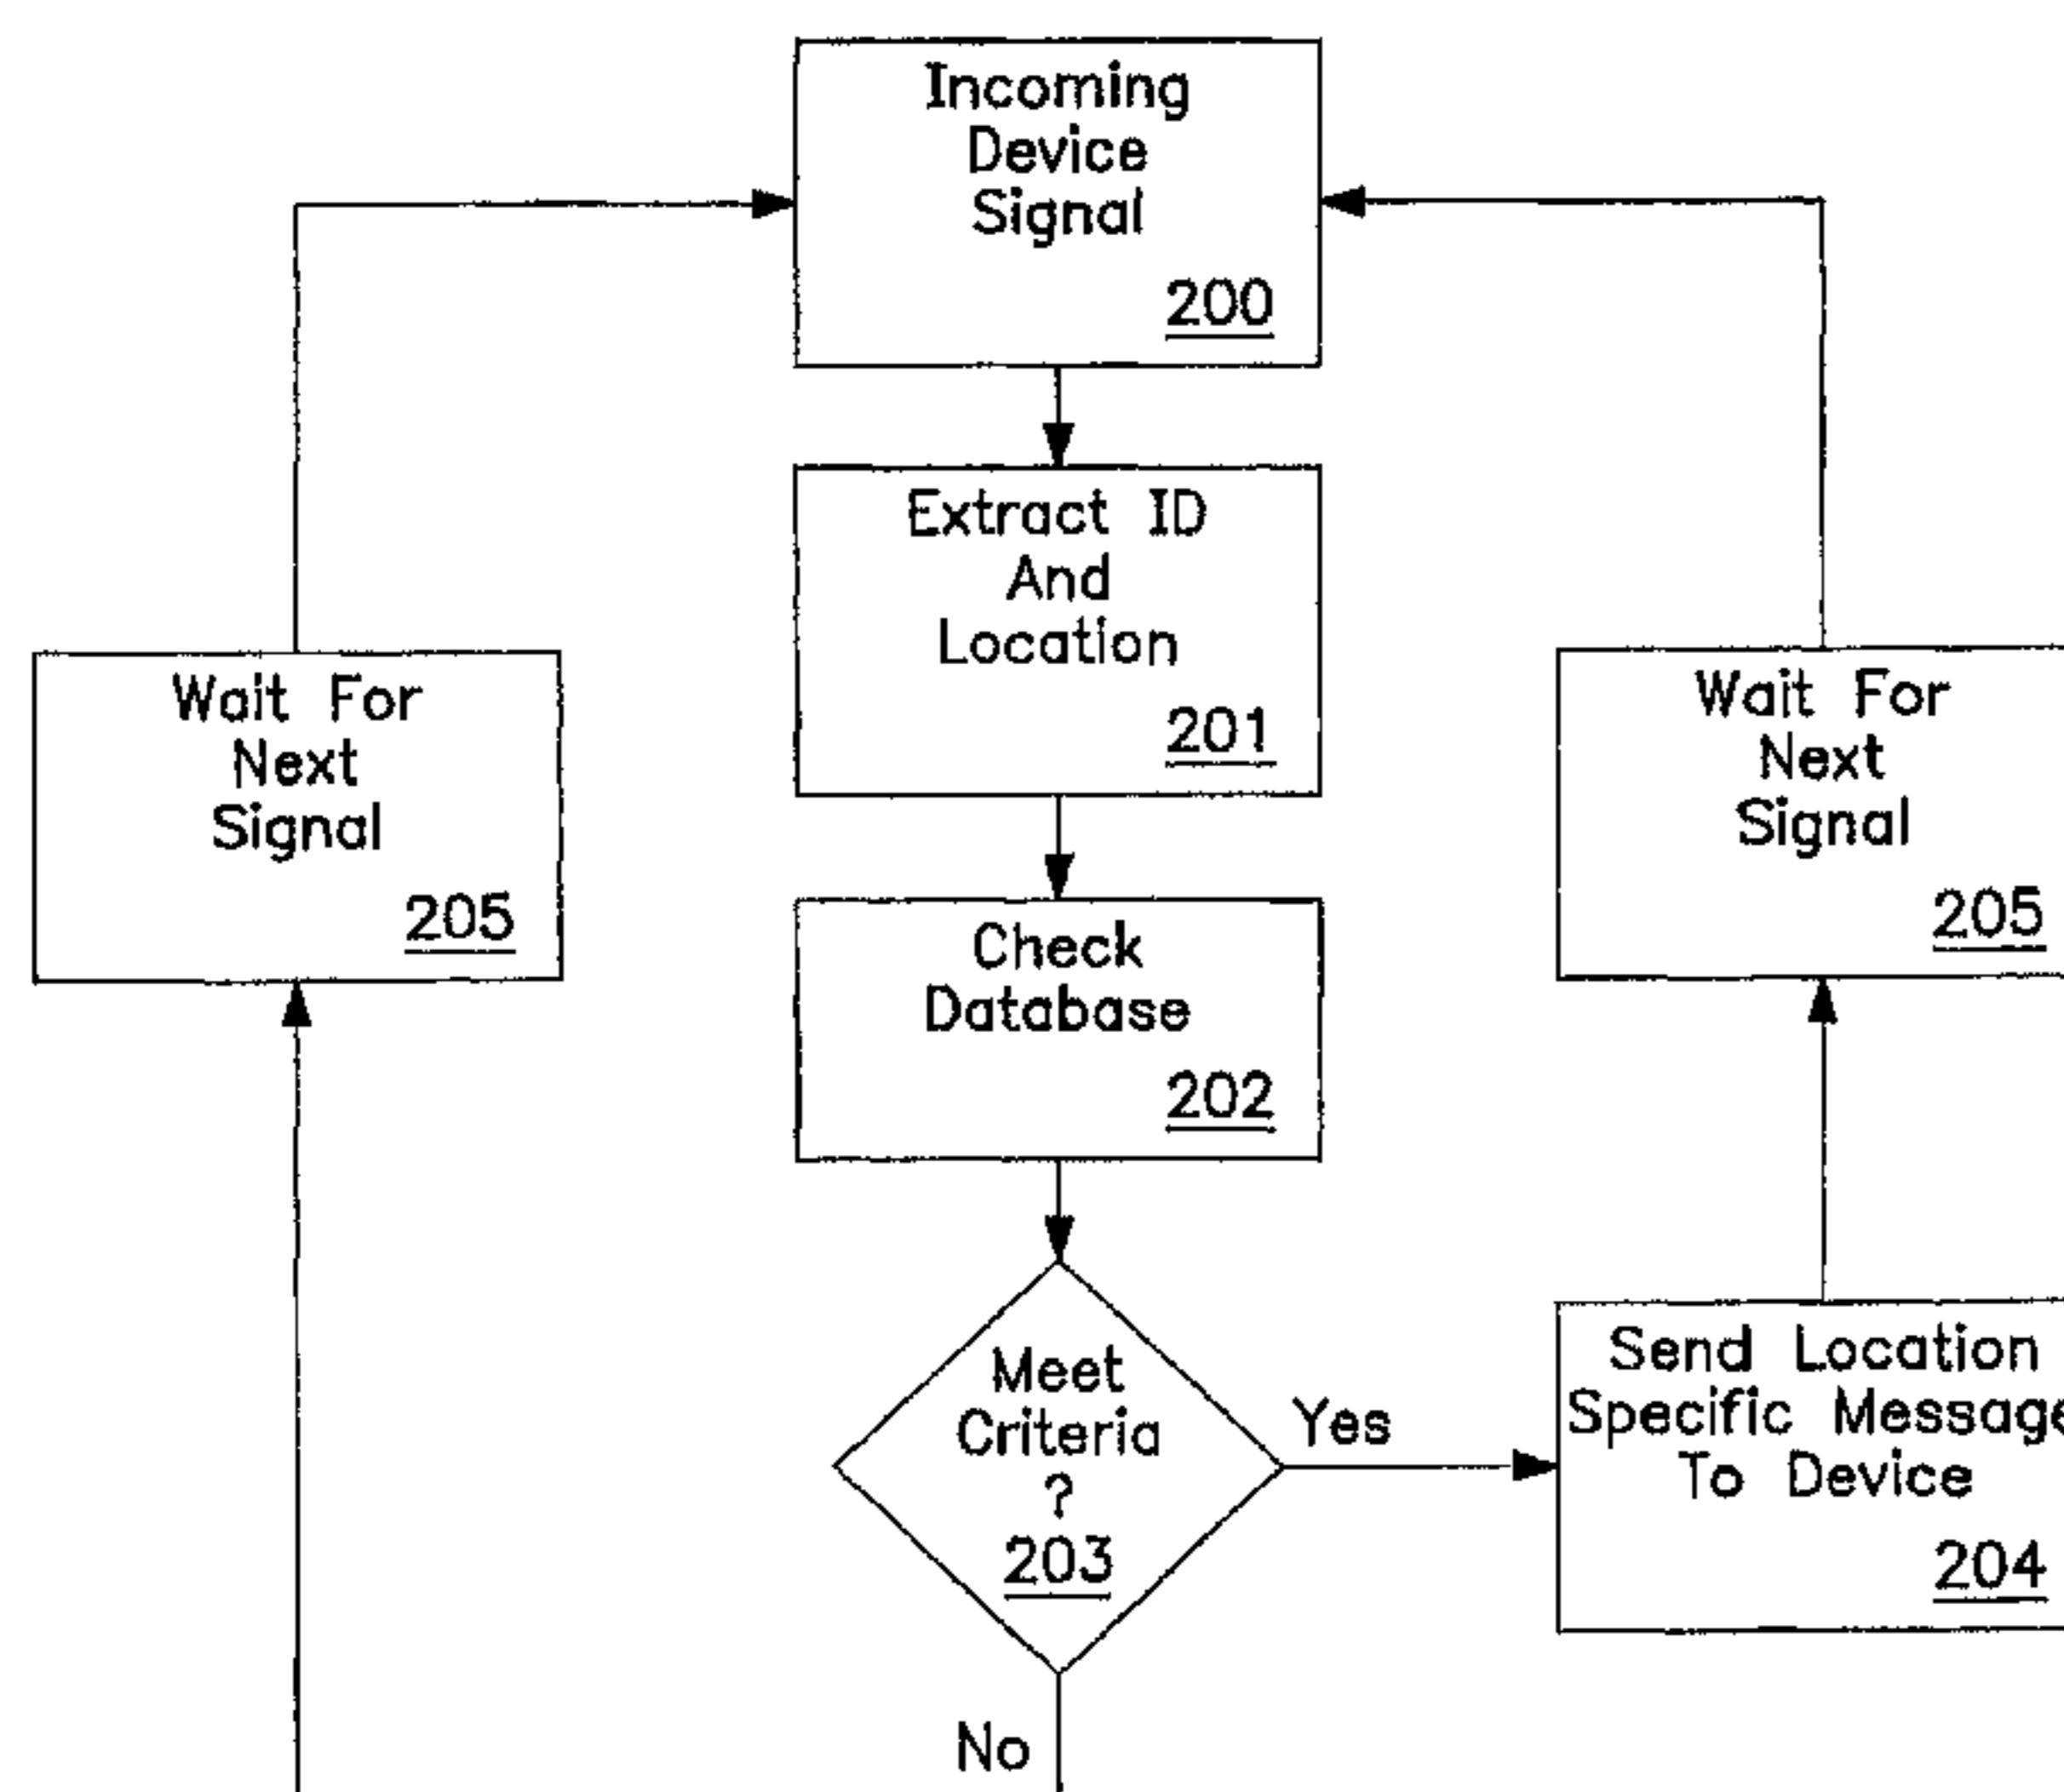 Incoming
Device
Signal
200
Extract ID
And
Location
201
Wait For
Next
Signal
205
Wait For
Next
Signal
205
Check
Database
202
Meet
Criteria
?
203
Yes
Send Location
Specific Message
To Device
204
No